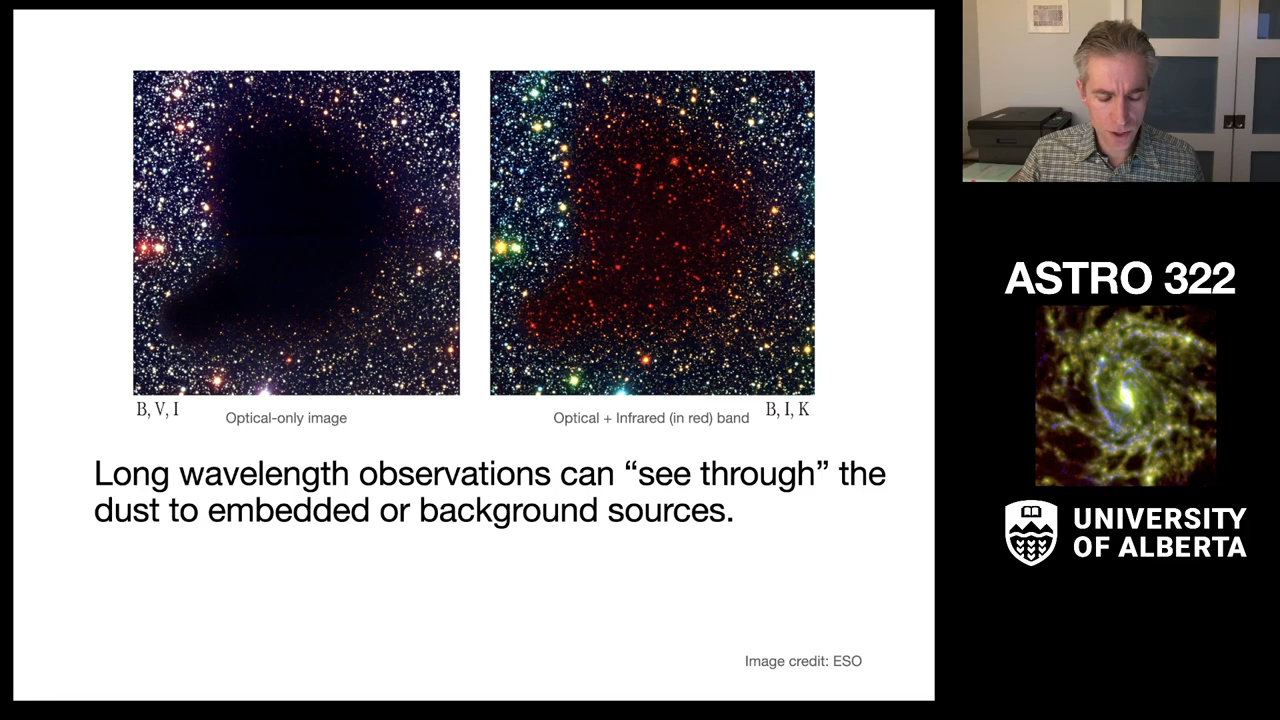 B, V, I
Optical-only image
Optical + Infrared (in red) band
B, I, K
Long wavelength observations can “see through” the
dust to embedded or background sources.
Image credit: ESO
ASTRO 322
UNIVERSITY
OF ALBERTA